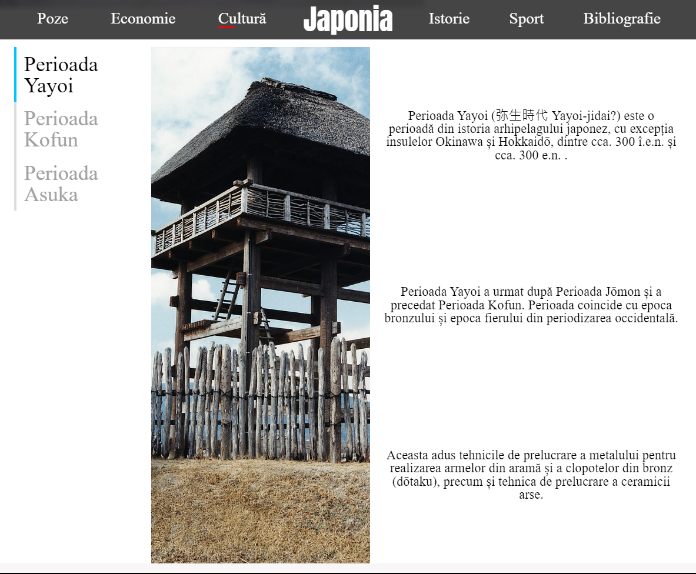 Poze Economie Cultură Japonia Istorie Sport Bibliografie
Perioada
Yayoi
Perioada
Kofun
Perioada
Asuka
Perioada Yayoi (弥生時代 Yayoi-jidai?) este o
perioadă din istoria arhipelagului japonez, cu excepția
insulelor Okinawa și Hokkaidō, dintre cca. 300 î.e.n. și
cca. 300 e.n. .
Perioada Yayoi a urmat după Perioada Jōmon și a
precedat Perioada Kofun. Perioada coincide cu epoca
bronzului și epoca fierului din periodizarea occidentală.
Aceasta adus tehnicile de prelucrare a metalului pentru
realizarea armelor din aramă și a clopotelor din bronz
(dōtaku), precum și tehnica de prelucrare a ceramicii
arse.